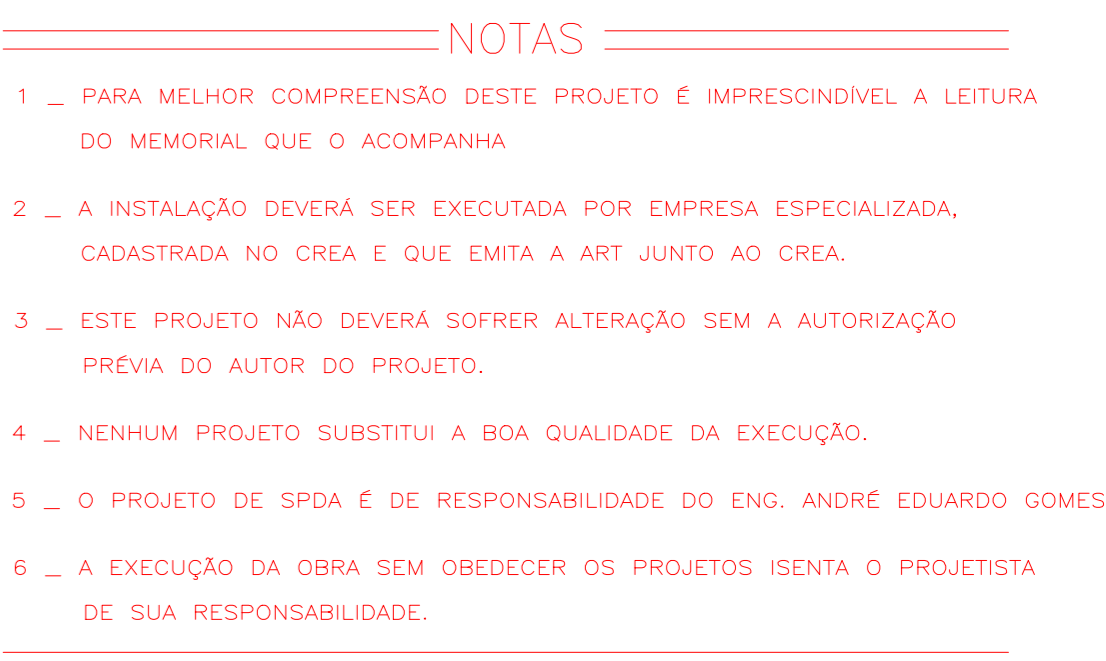 NOTAS
1 _ PARA MELHOR COMPREENSÃO DESTE PROJETO É IMPRESCINDÍVEL A LEITURA
DO MEMORIAL QUE O ACOMPANHA
2 _ A INSTALAÇÃO DEVERÁ SER EXECUTADA POR EMPRESA ESPECIALIZADA,
CADASTRADA NO CREA E QUE EMITA A ART JUNTO AO CREA.
3 _ ESTE PROJETO NÃO DEVERÁ SOFRER ALTERAÇÃO SEM A AUTORIZAÇÃO
PRÉVIA DO AUTOR DO PROJETO.
4 _ NENHUM PROJETO SUBSTITUI A BOA QUALIDADE DA EXECUÇÃO.
5 _ O PROJETO DE SPDA É DE RESPONSABILIDADE DO ENG. ANDRÉ EDUARDO GOMES
6 _ A EXECUÇÃO DA OBRA SEM OBEDECER OS PROJETOS ISENTA O PROJETISTA
DE SUA RESPONSABILIDADE.